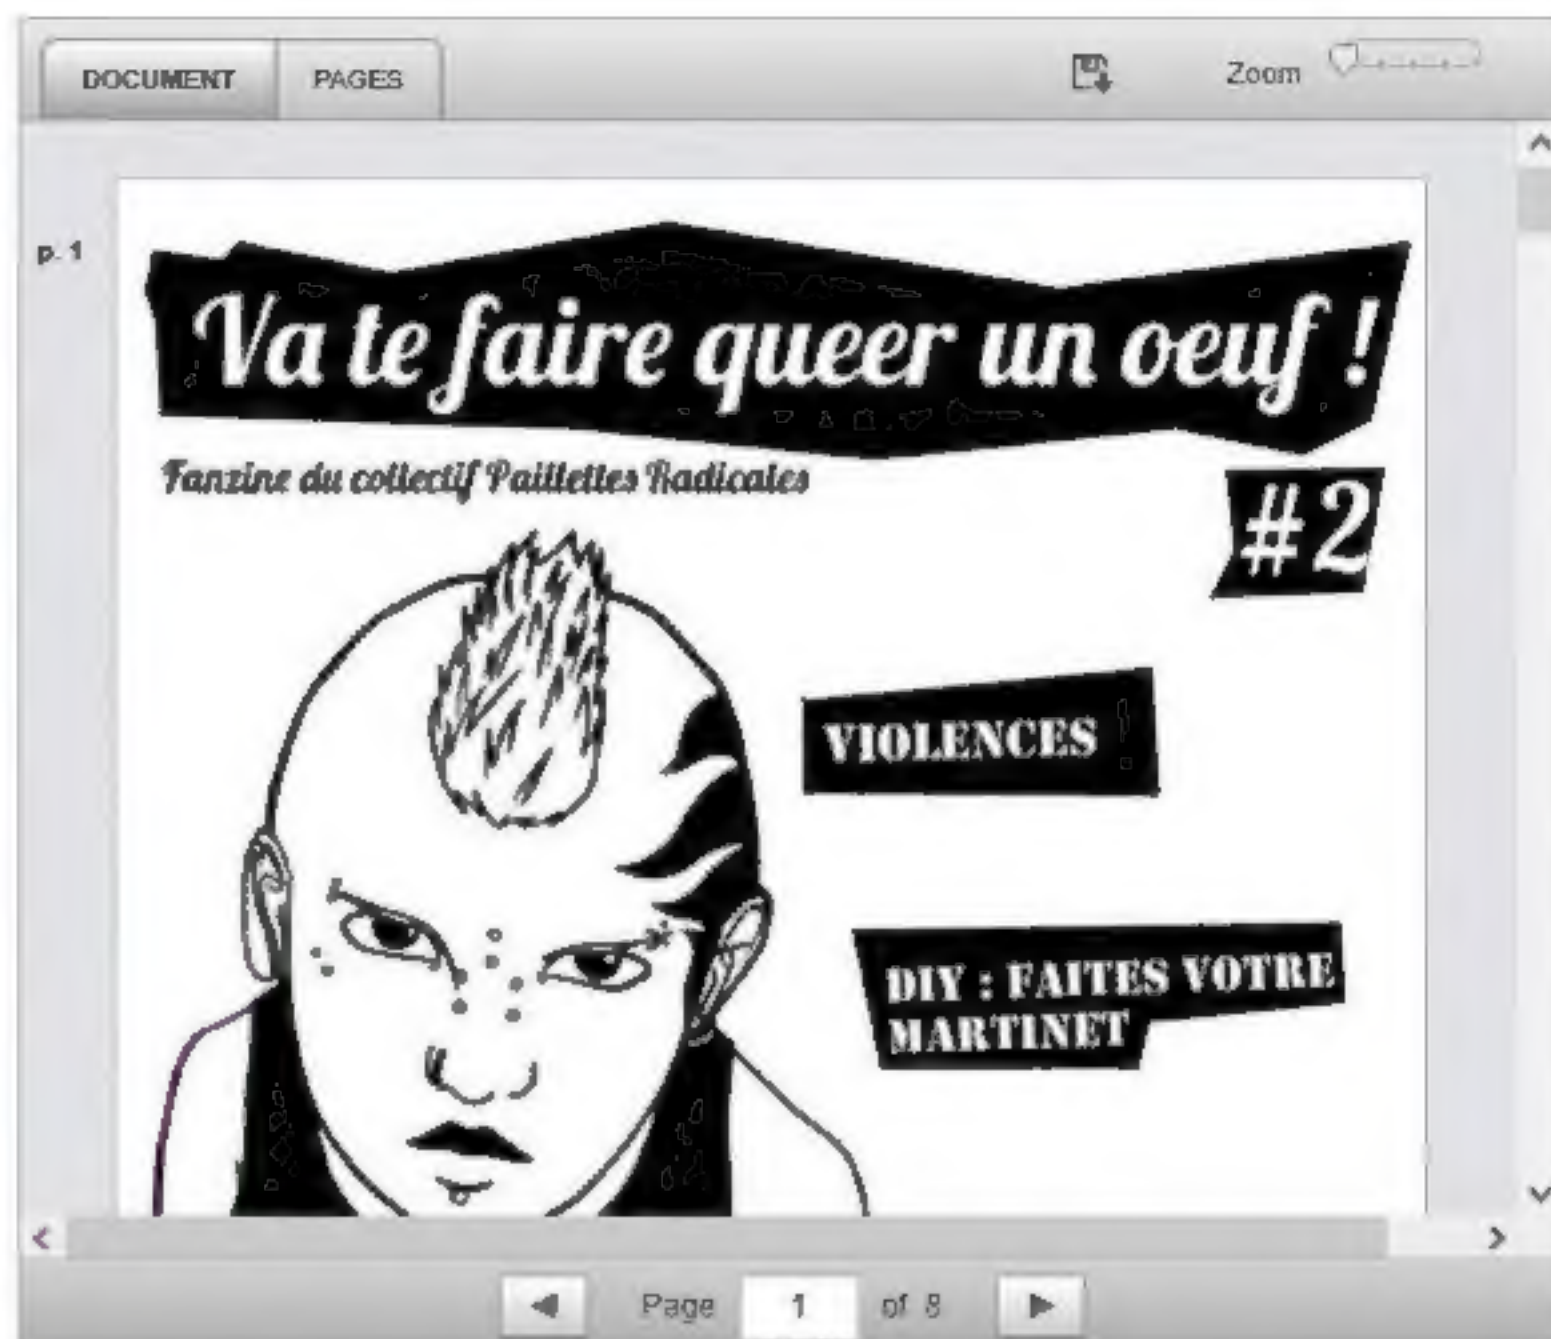 DOCUMENT PAGES Zoom
p. 1
Va te faire queer un oeuf !
Fanzine du collectif Paillettes Radicales
#2
VIOLENCES
DIY : FAITES VOTRE
MARTINET
Page 1 of 8